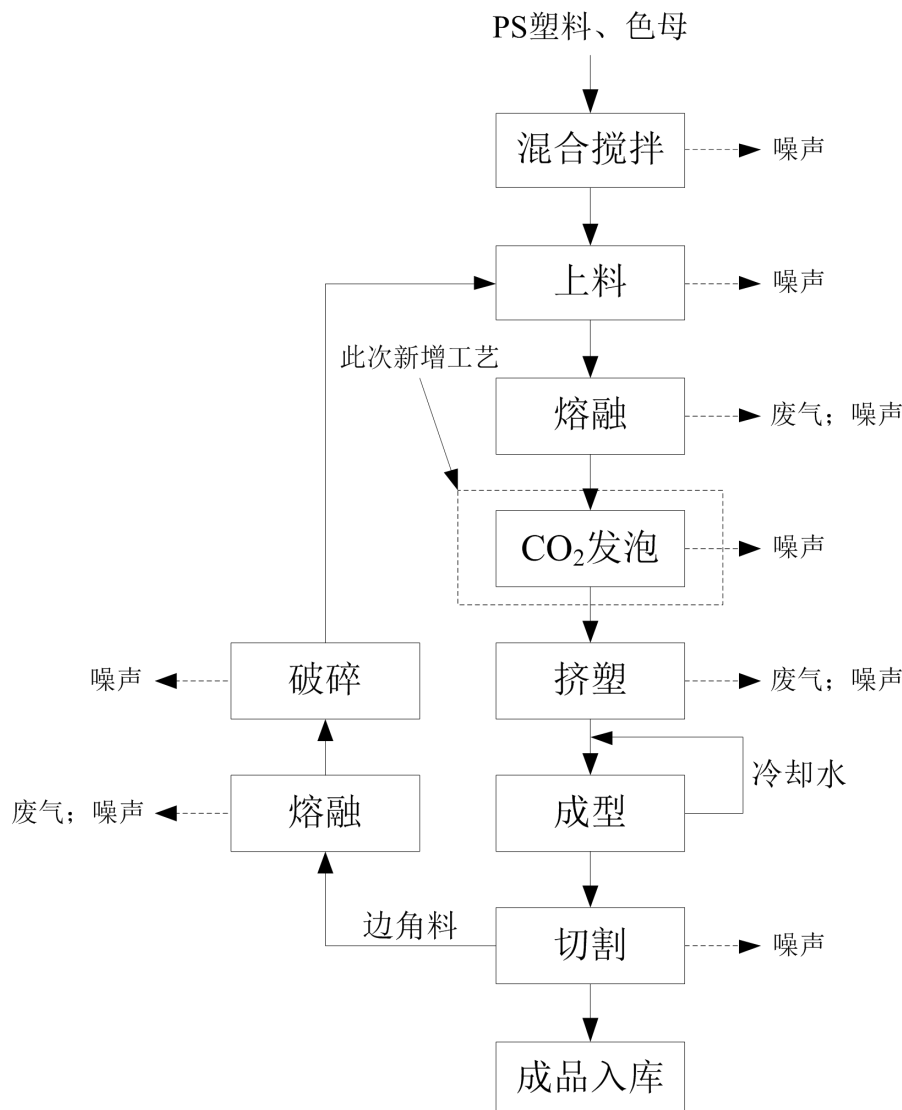 PS塑料、色母
混合搅拌
噪声
上料
噪声
此次新增工艺
熔融
废气；噪声
CO₂发泡
噪声
噪声
破碎
挤塑
废气；噪声
冷却水
废气；噪声
熔融
成型
边角料
切割
噪声
成品入库